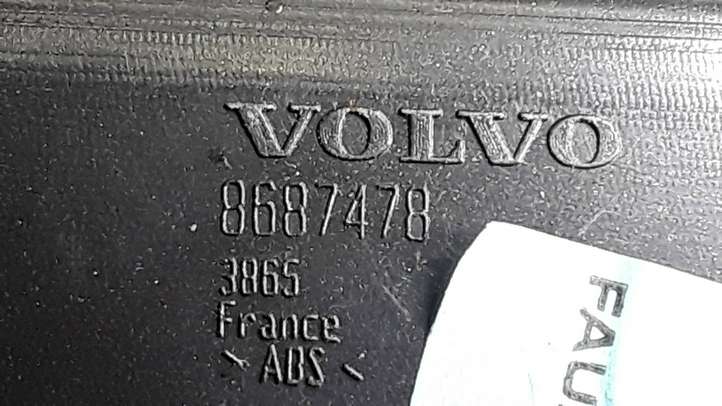 VOLVO
8687478
3865
France
> ABS <
FAU